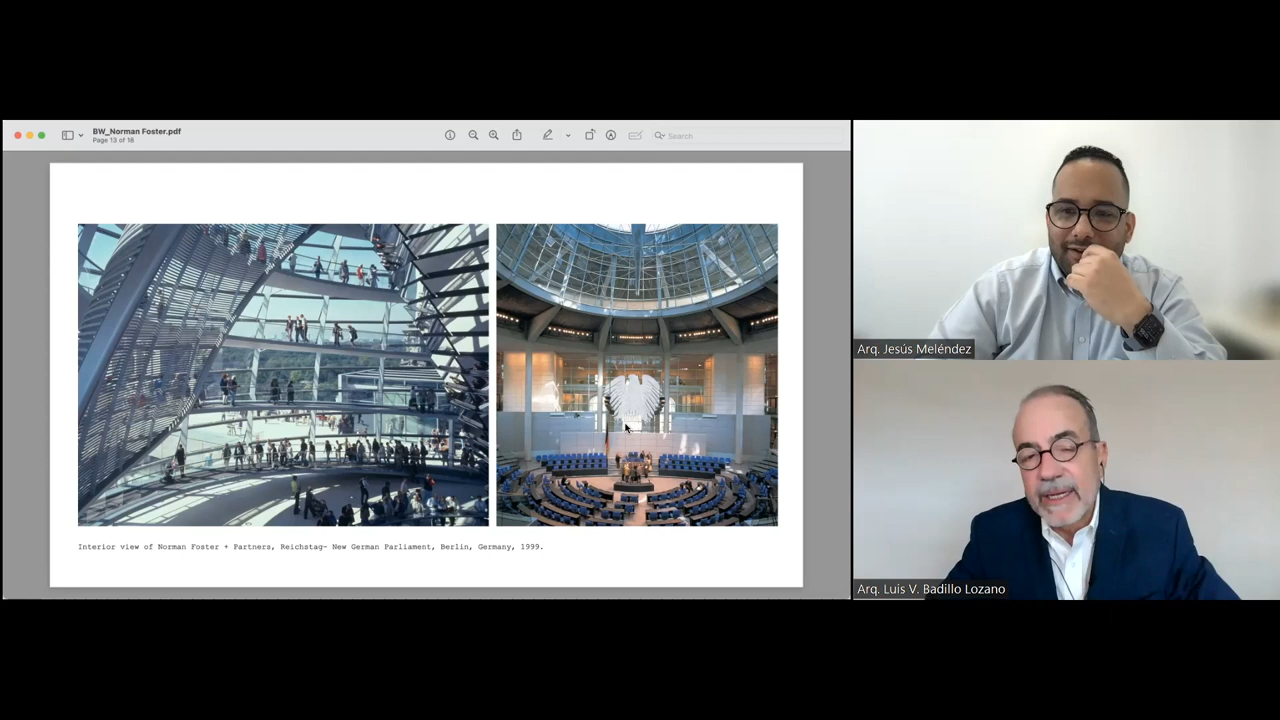 BW_Norman Foster.pdf
Page 13 of 16
Search
Interior view of Norman Foster + Partners, Reichstag- New German Parliament, Berlin, Germany, 1999.
Arq. Jesús Meléndez
Arq. Luis V. Badillo Lozano